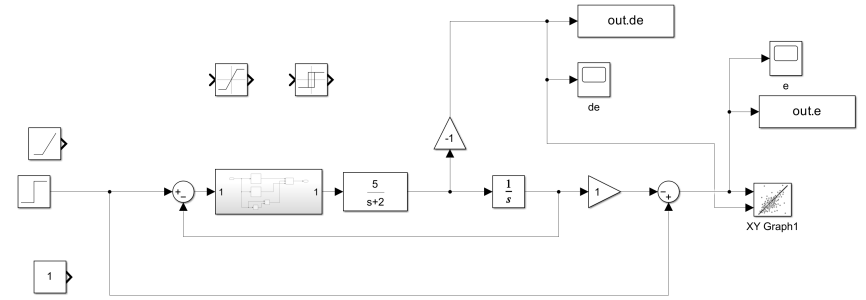 out.de
de
e
out.e
-1
+
−
1
1
5
s+2
1
s
1
−
+
XY Graph1
1